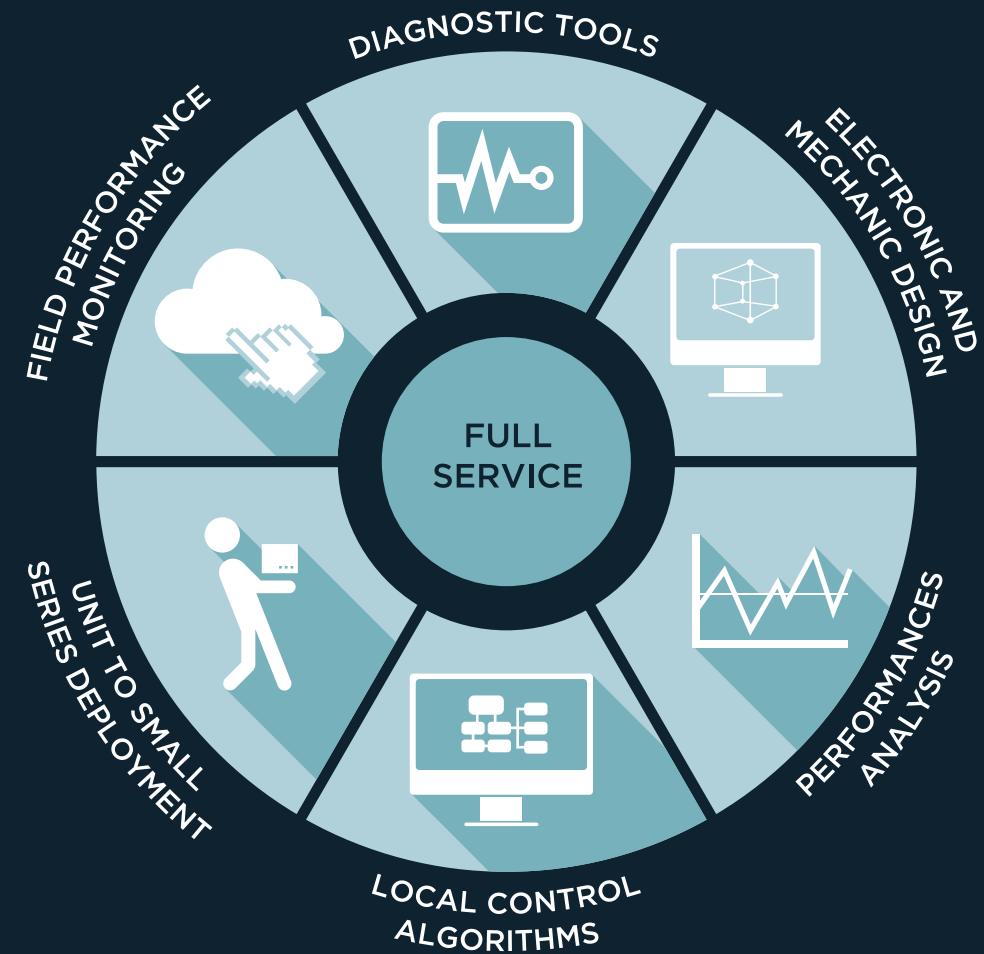 DIAGNOSTIC TOOLS
ELECTRONIC AND
MECHANIC DESIGN
PERFORMANCES
ANALYSIS
LOCAL CONTROL
ALGORITHMS
UNIT TO SMALL
SERIES DEPLOYMENT
FIELD PERFORMANCE
MONITORING
FULL
SERVICE